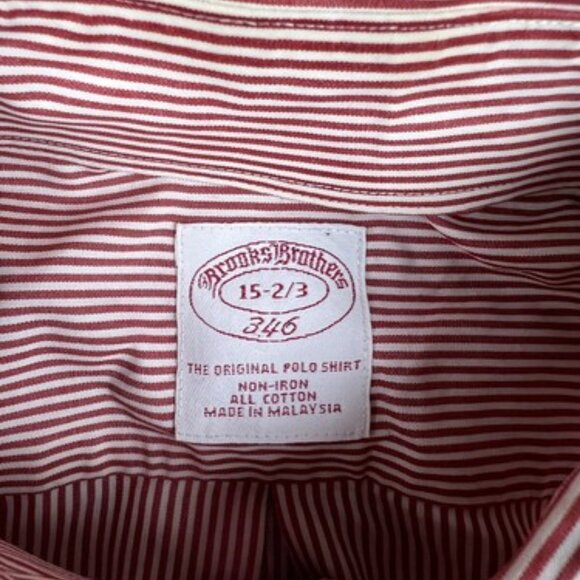 Brooks Brothers
15-2/3
346
THE ORIGINAL POLO SHIRT
NON-IRON
ALL COTTON
MADE IN MALAYSIA